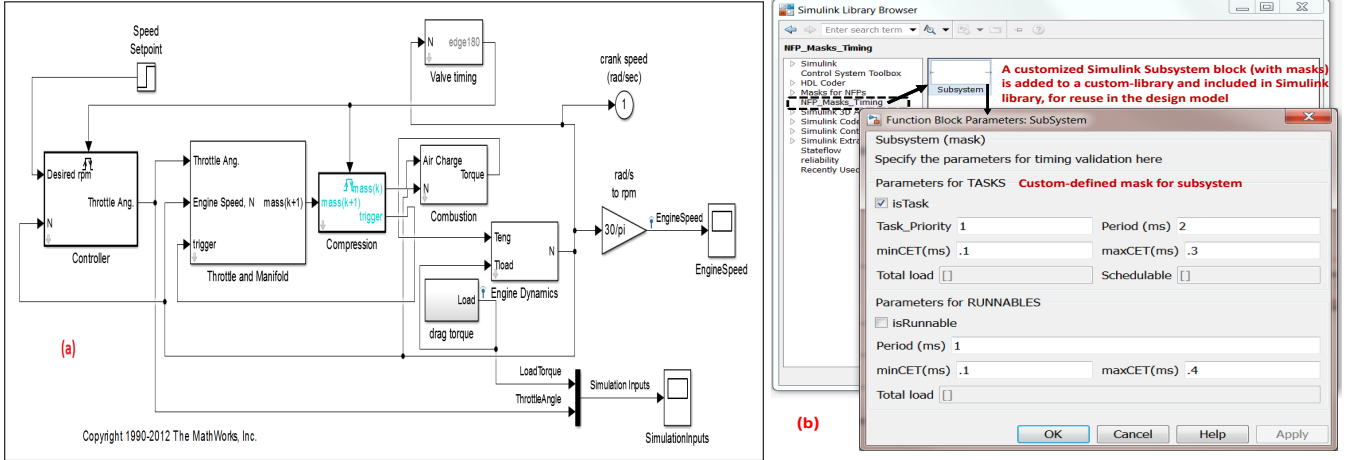 Speed
Setpoint
N edge180
Valve timing
crank speed
(rad/sec)
1
Desired rpm
Throttle Ang.
N
Controller
Throttle Ang.
Engine Speed, N mass(k+1)
trigger
Throttle and Manifold
mass(k)
mass(k+1)
trigger
Compression
Air Charge
Torque
N
Combustion
Teng
N
Tload
Engine Dynamics
Load
drag torque
rad/s
to rpm
30/pi
EngineSpeed
EngineSpeed
LoadTorque
Simulation Inputs
ThrottleAngle
SimulationInputs
(a)
Copyright 1990-2012 The MathWorks, Inc.
Simulink Library Browser
Enter search term
NFP_Masks_Timing
Simulink
Control System Toolbox
HDL Coder
Masks for NFPs
NFP_Masks_Timing
Simulink 3D A
Simulink Code
Simulink Cont
Simulink Extra
Stateflow
reliability
Recently Used
Subsystem
A customized Simulink Subsystem block (with masks)
is added to a custom-library and included in Simulink
library, for reuse in the design model
Function Block Parameters: SubSystem
Subsystem (mask)
Specify the parameters for timing validation here
Parameters for TASKS Custom-defined mask for subsystem
isTask
Task_Priority 1 Period (ms) 2
minCET(ms) .1 maxCET(ms) .3
Total load [] Schedulable []
Parameters for RUNNABLES
isRunnable
Period (ms) 1
minCET(ms) .1 maxCET(ms) .4
Total load []
OK Cancel Help Apply
(b)